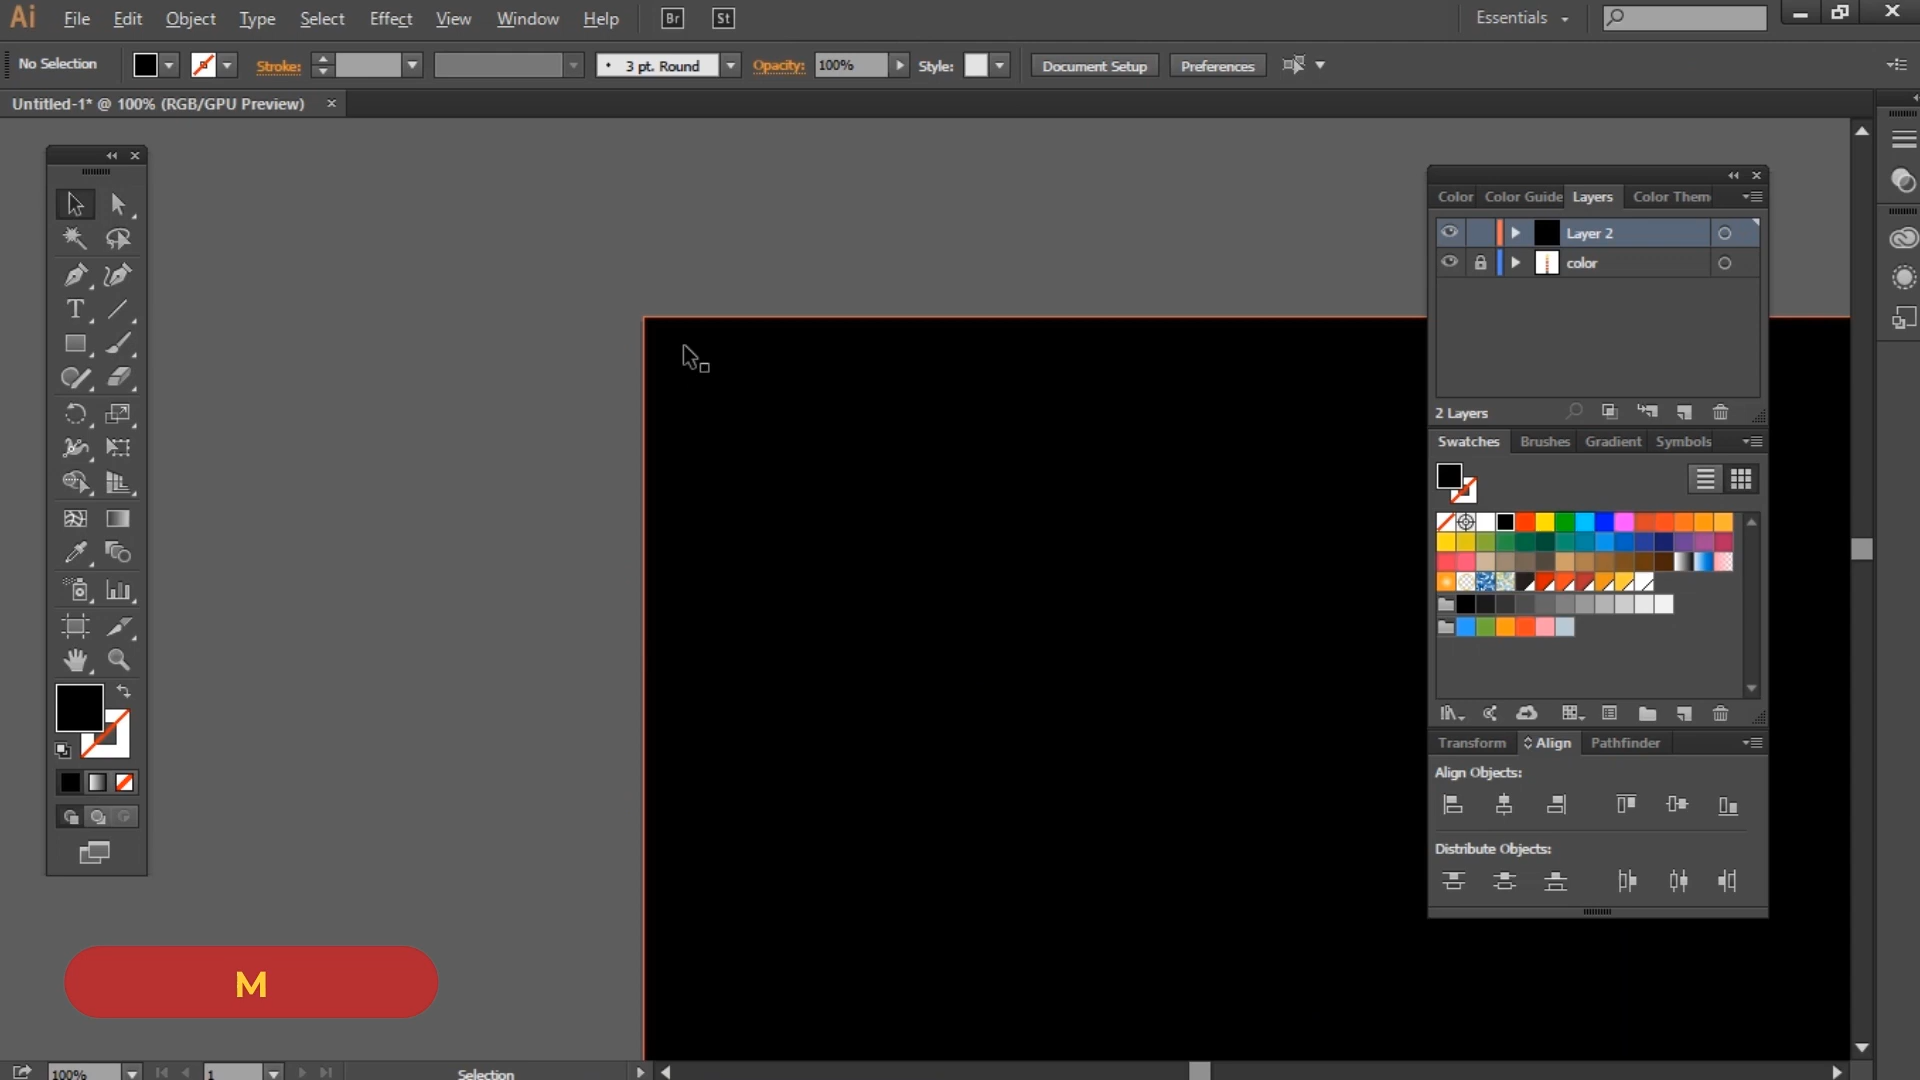 Ai File Edit Object Type Select Effect View Window Help Br St Essentials
No Selection Stroke: 3 pt. Round Opacity: 100% Style: Document Setup Preferences
Untitled-1* @ 100% (RGB/GPU Preview)
Color Color Guide Layers Color Them
Layer 2
color
2 Layers
Swatches Brushes Gradient Symbols
Transform Align Pathfinder
Align Objects:
Distribute Objects:
M
100% 1 Selection